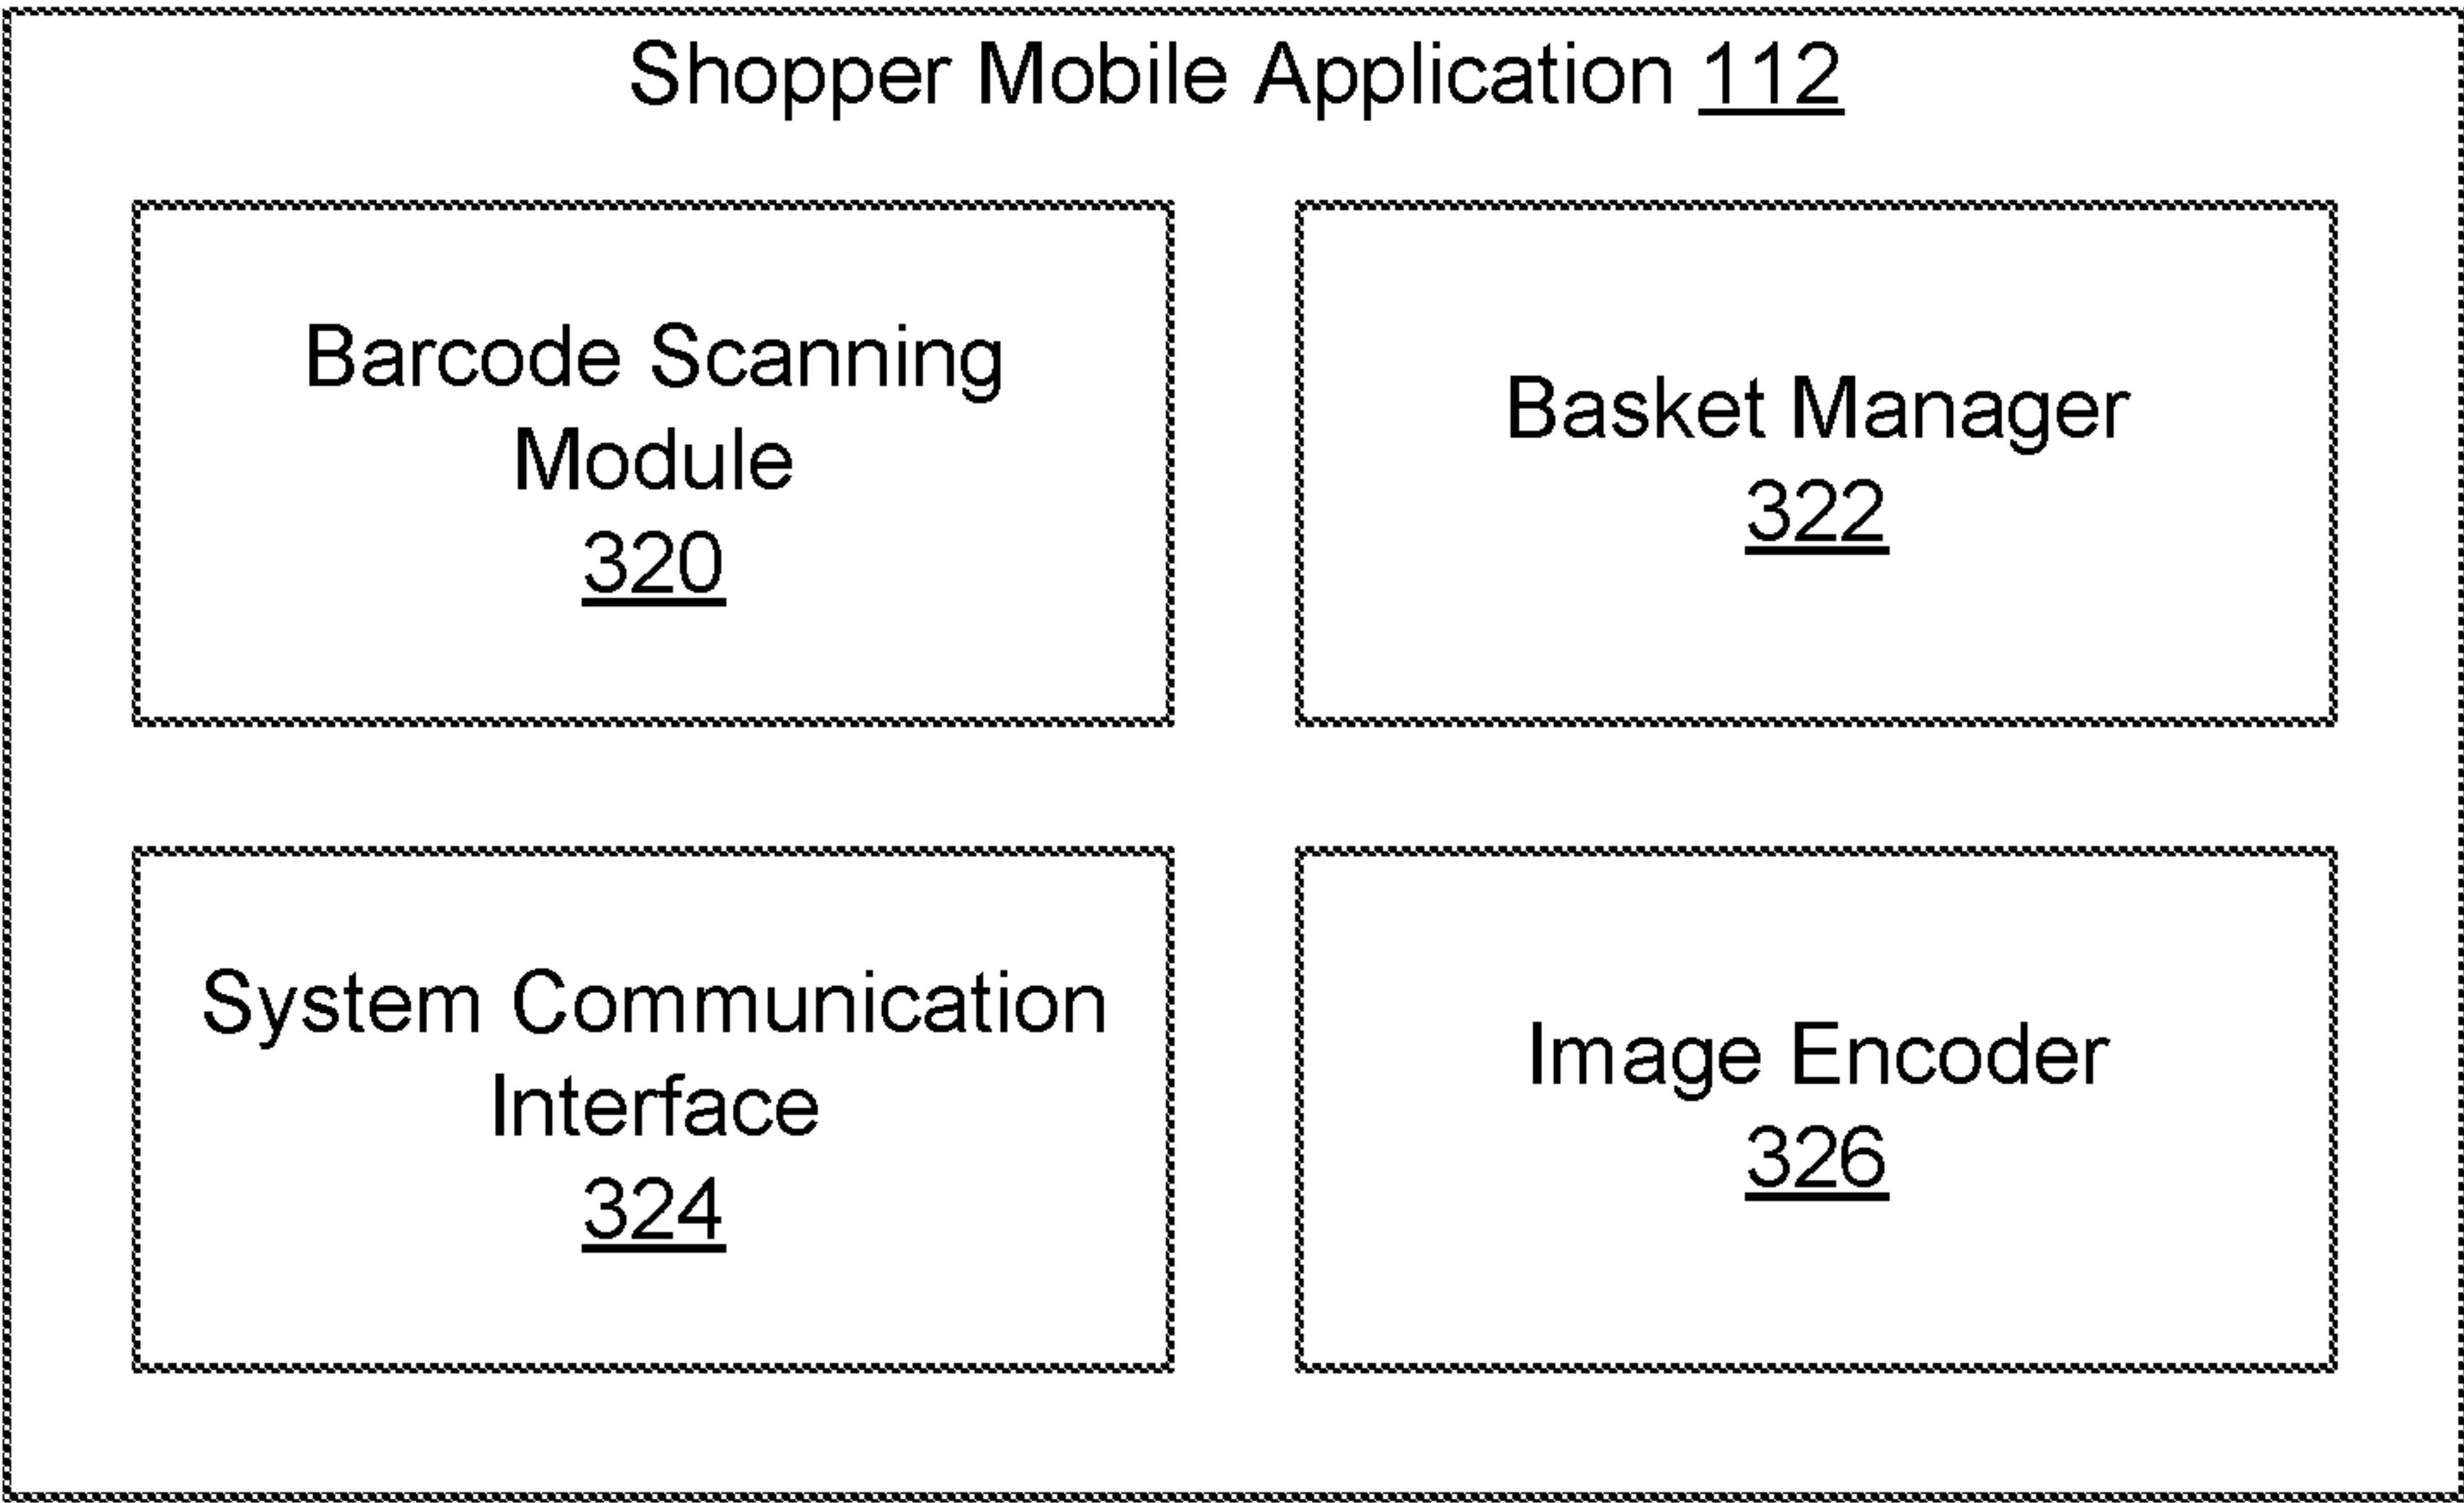 Shopper Mobile Application 112
Barcode Scanning
Module
320
Basket Manager
322
System Communication
Interface
324
Image Encoder
326